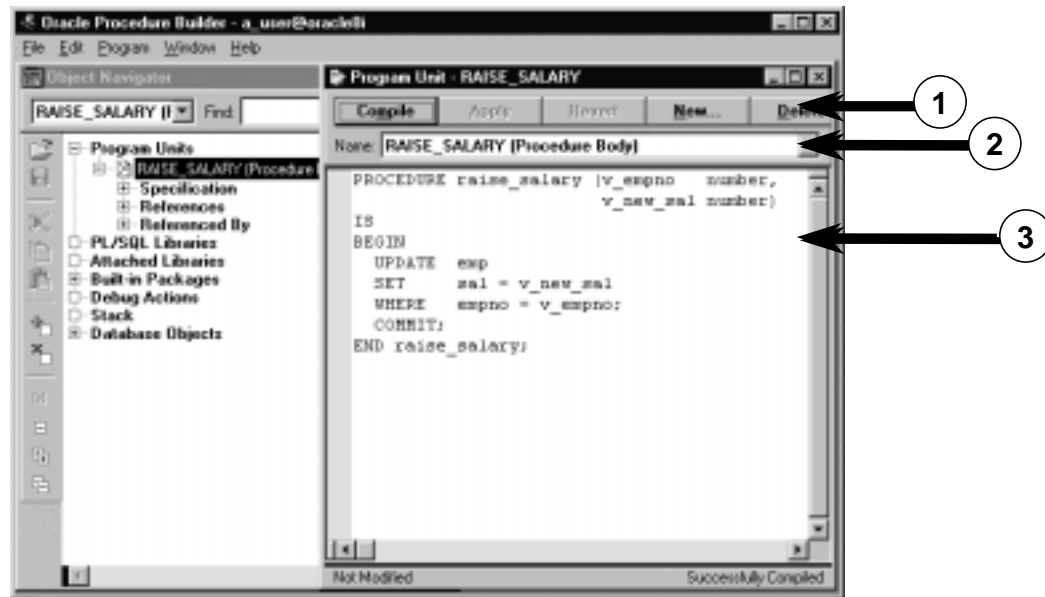 Oracle Procedure Builder - a_user@oracle8i
File Edit Program Window Help
Object Navigator
RAISE_SALARY (I Find:
Program Units
RAISE_SALARY (Procedure
Specification
References
Referenced By
PL/SQL Libraries
Attached Libraries
Built-in Packages
Debug Actions
Stack
Database Objects
Program Unit - RAISE_SALARY
Compile Apply Revert New... Delet
Name: RAISE_SALARY (Procedure Body)
PROCEDURE raise_salary (v_empno number,
v_new_sal number)
IS
BEGIN
UPDATE emp
SET sal = v_new_sal
WHERE empno = v_empno;
COMMIT;
END raise_salary;
Not Modified Successfully Compiled
1
2
3